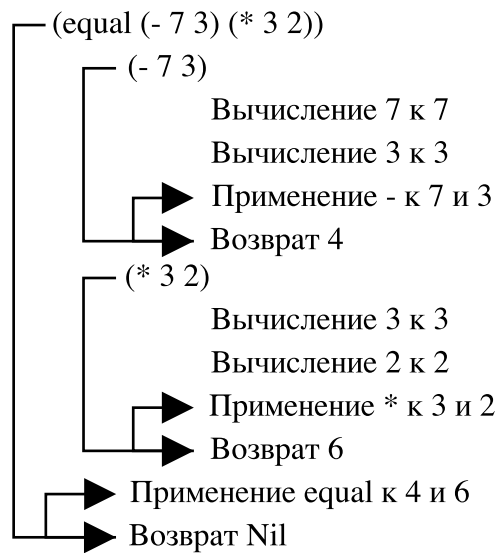 (equal (- 7 3) (* 3 2))
(- 7 3)
Вычисление 7 к 7
Вычисление 3 к 3
Применение - к 7 и 3
Возврат 4
(* 3 2)
Вычисление 3 к 3
Вычисление 2 к 2
Применение * к 3 и 2
Возврат 6
Применение equal к 4 и 6
Возврат Nil